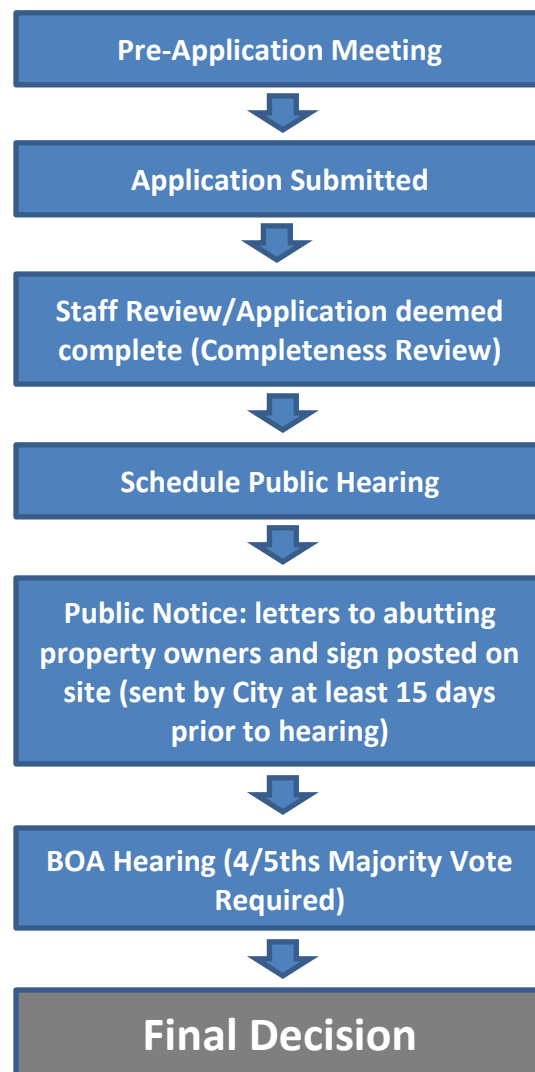 Pre-Application Meeting
Application Submitted
Staff Review/Application deemed
complete (Completeness Review)
Schedule Public Hearing
Public Notice: letters to abutting
property owners and sign posted on
site (sent by City at least 15 days
prior to hearing)
BOA Hearing (4/5ths Majority Vote
Required)
Final Decision